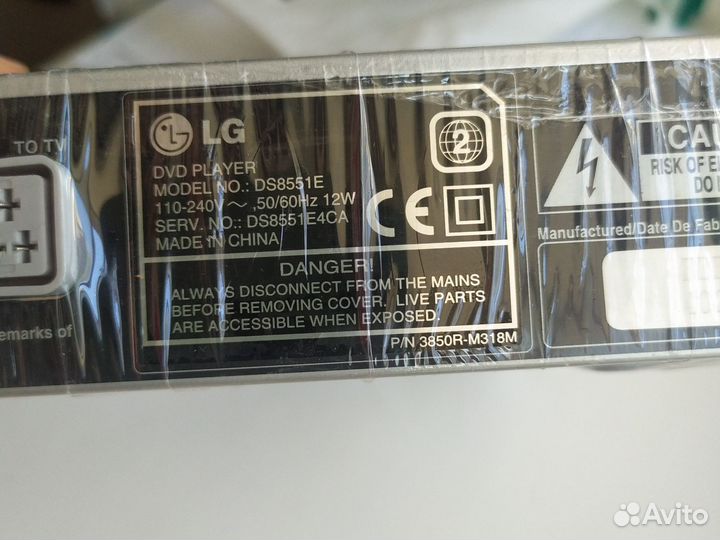 TO TV
LG
DVD PLAYER
MODEL NO.: DS8551E
110-240V ~ ,50/60Hz 12W
SERV. NO.: DS8551E4CA
MADE IN CHINA
2
CE
DANGER!
ALWAYS DISCONNECT FROM THE MAINS
BEFORE REMOVING COVER. LIVE PARTS
ARE ACCESSIBLE WHEN EXPOSED.
P/N 3850R-M318M
CAU
RISK OF E
DO
Manufactured/Date De Fab
demarks of
Avito